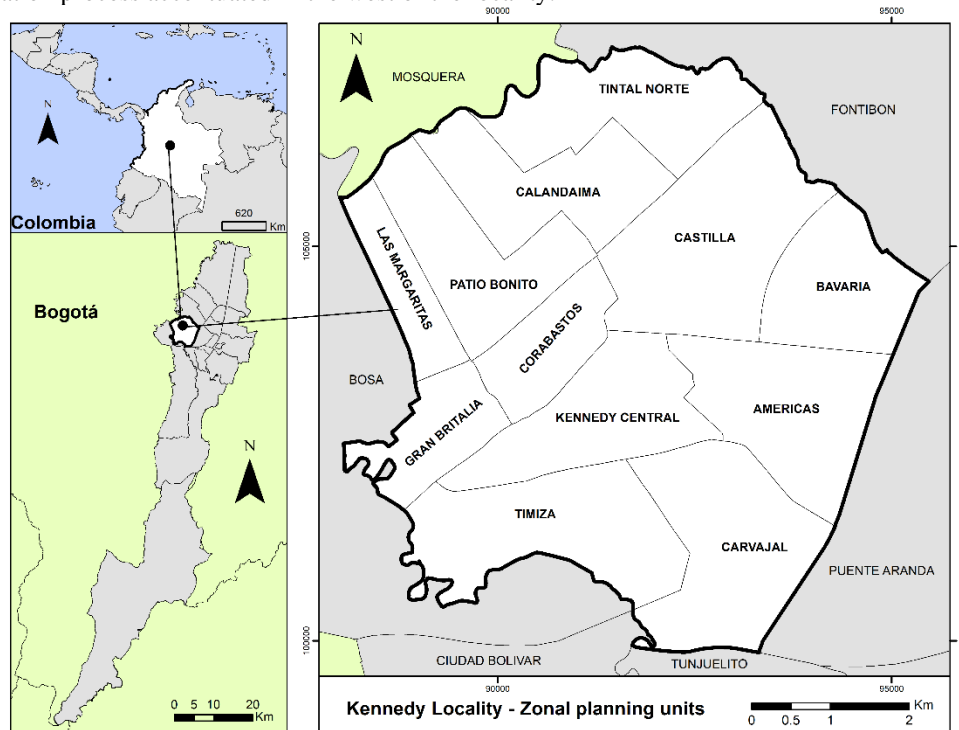 90000
95000
N
620
Km
Colombia
Bogotá
N
0 5 10 20
Km
N
MOSQUERA
TINTAL NORTE
FONTIBON
CALANDAIMA
CASTILLA
LAS MARGARITAS
PATIO BONITO
BAVARIA
CORABASTOS
BOSA
GRAN BRITALIA
KENNEDY CENTRAL
AMERICAS
TIMIZA
CARVAJAL
PUENTE ARANDA
CIUDAD BOLIVAR
TUNJUELITO
105000
100000
90000
95000
Kennedy Locality - Zonal planning units
0 0.5 1 2
Km